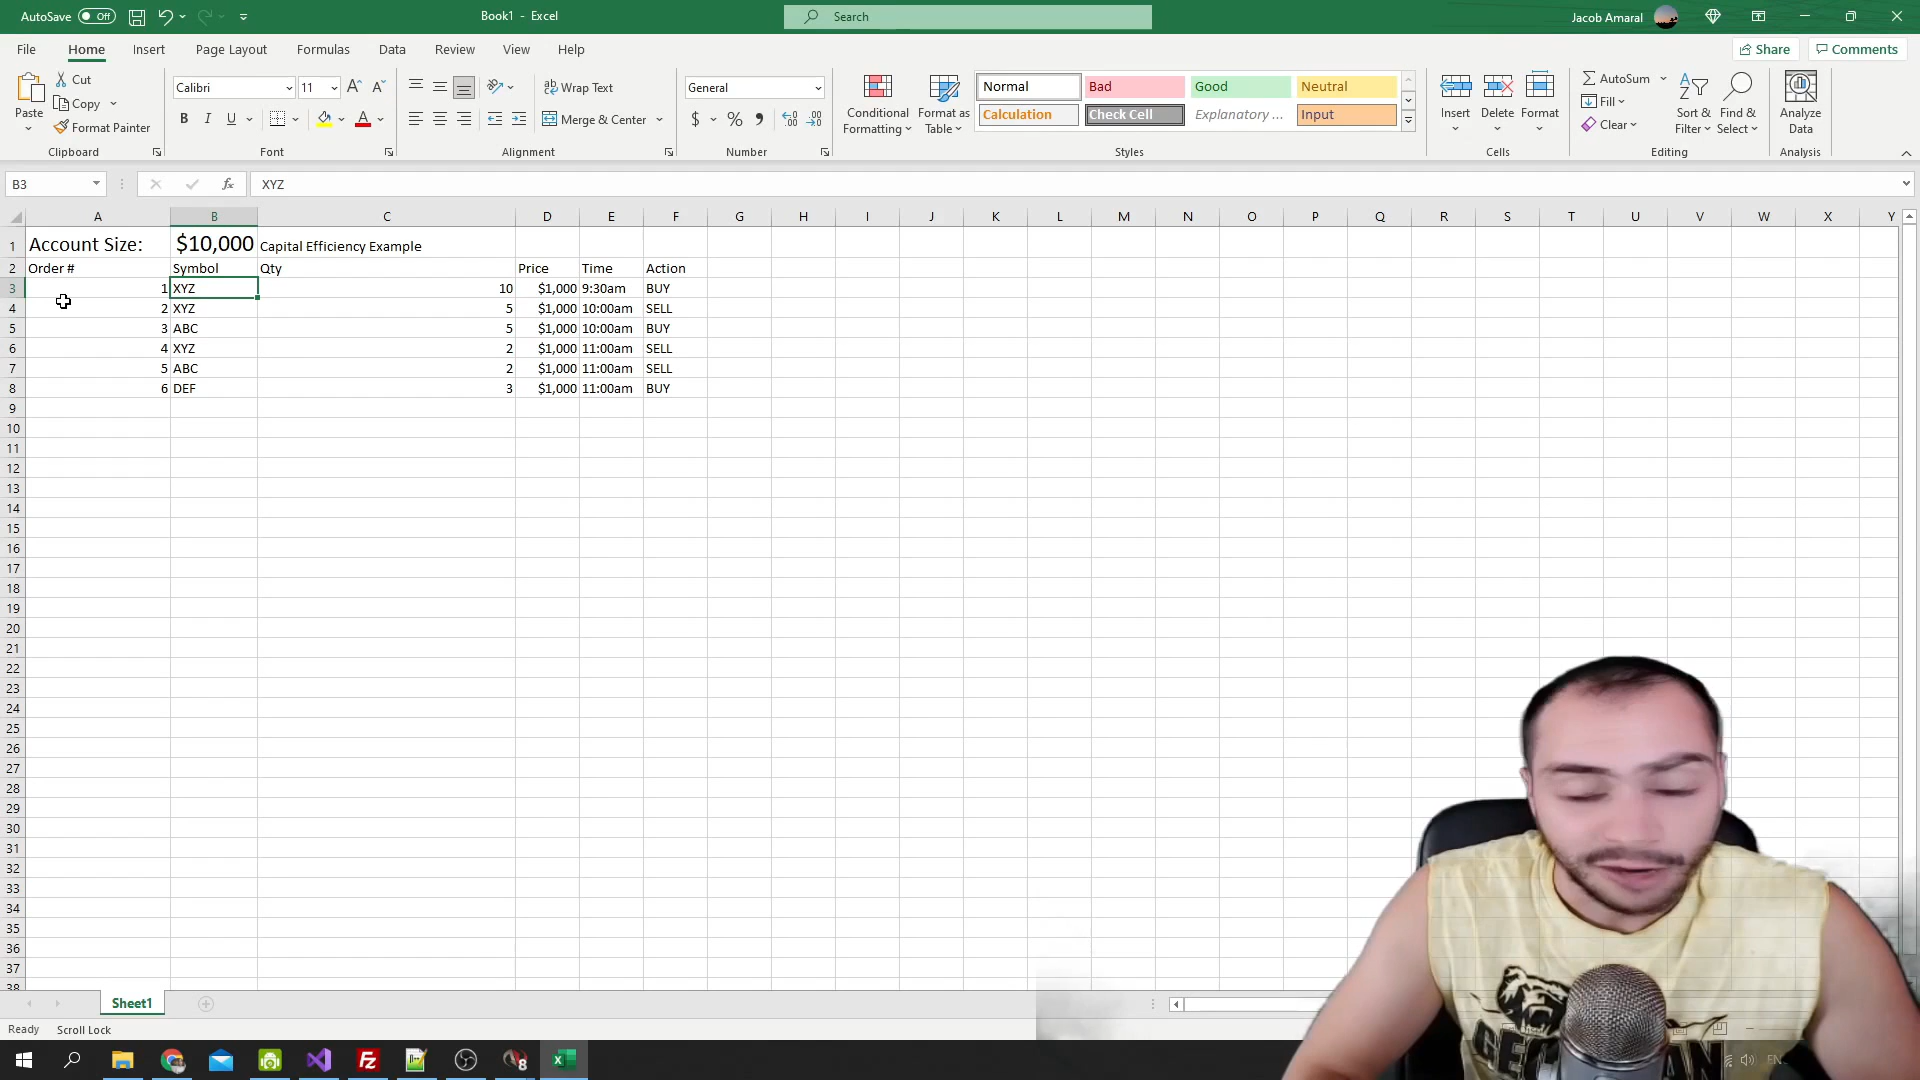 AutoSave Off Book1 - Excel Search Jacob Amaral
File Home Insert Page Layout Formulas Data Review View Help Share Comments
Paste Cut Copy Format Painter Clipboard
Calibri 11 B I U Font
Wrap Text Merge & Center Alignment
General $ % Number
Conditional Formatting Format as Table Normal Bad Good Neutral
Calculation Check Cell Explanatory ... Input Styles
Insert Delete Format Cells
AutoSum Fill Clear Sort & Filter Find & Select Editing
Analyze Data Analysis
B3 fx XYZ
A B C D E F G H I J K L M N O P Q R S T U V W X Y
1 Account Size: $10,000 Capital Efficiency Example
2 Order # Symbol Qty Price Time Action
3 1 XYZ 10 $1,000 9:30am BUY
4 2 XYZ 5 $1,000 10:00am SELL
5 3 ABC 5 $1,000 10:00am BUY
6 4 XYZ 2 $1,000 11:00am SELL
7 5 ABC 2 $1,000 11:00am SELL
8 6 DEF 3 $1,000 11:00am BUY
9
10
11
12
13
14
15
16
17
18
19
20
21
22
23
24
25
26
27
28
29
30
31
32
33
34
35
36
37
38
Sheet1
Ready Scroll Lock